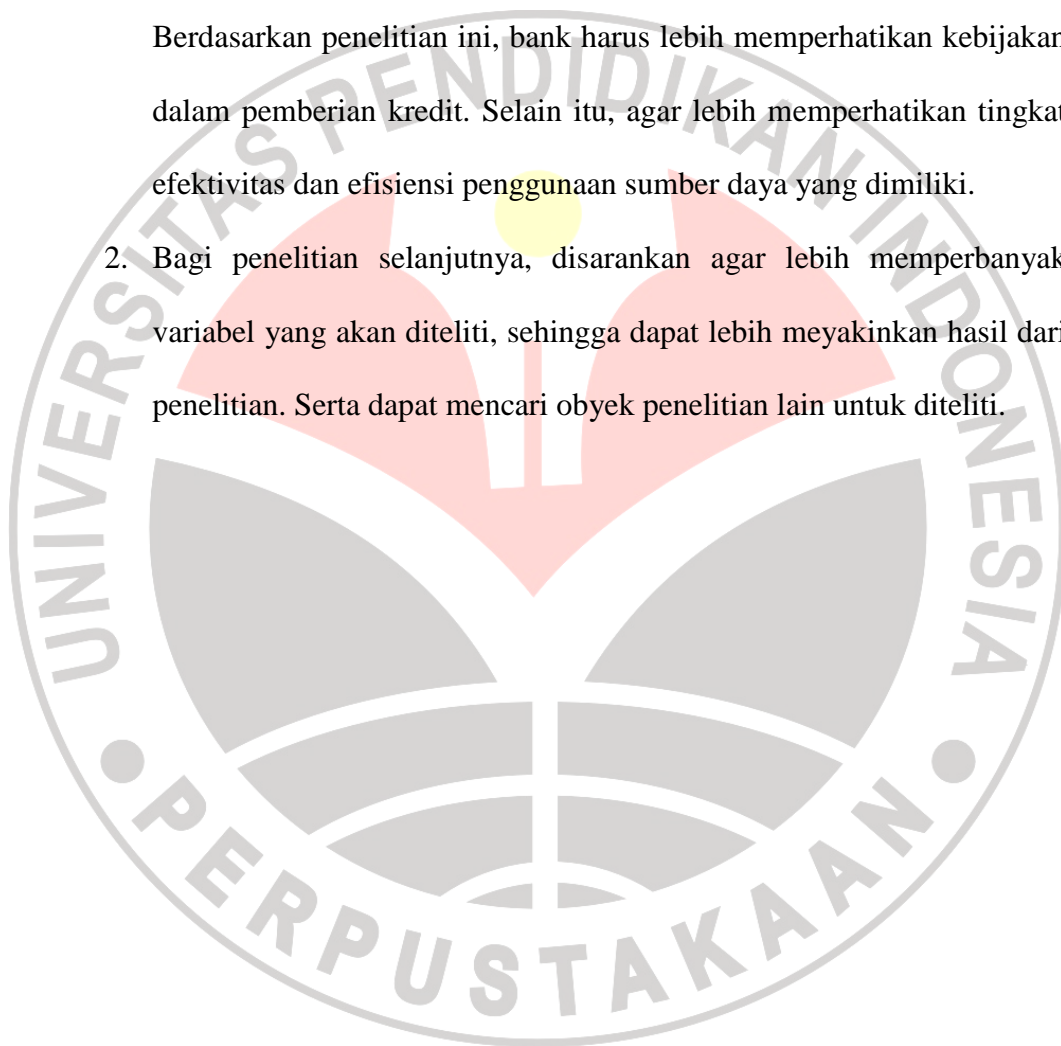 Berdasarkan penelitian ini, bank harus lebih memperhatikan kebijakan
dalam pemberian kredit. Selain itu, agar lebih memperhatikan tingkat
efektivitas dan efisiensi penggunaan sumber daya yang dimiliki.
2. Bagi penelitian selanjutnya, disarankan agar lebih memperbanyak
variabel yang akan diteliti, sehingga dapat lebih meyakinkan hasil dari
penelitian. Serta dapat mencari obyek penelitian lain untuk diteliti.
UNIVERSITAS PENDIDIKAN INDONESIA
PERPUSTAKAAN